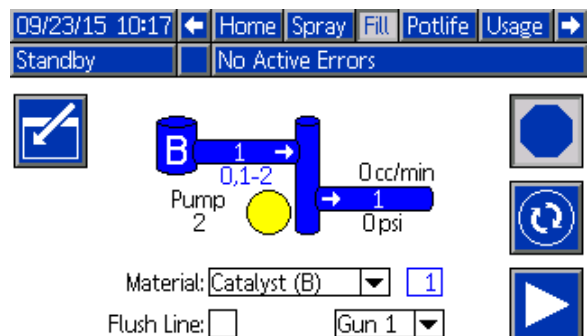 09/23/15 10:17 Home Spray Fill Potlife Usage
Standby No Active Errors
B 1
0,1-2
0 cc/min
Pump
2
1
0 psi
Material: Catalyst (B) 1
Flush Line: Gun 1